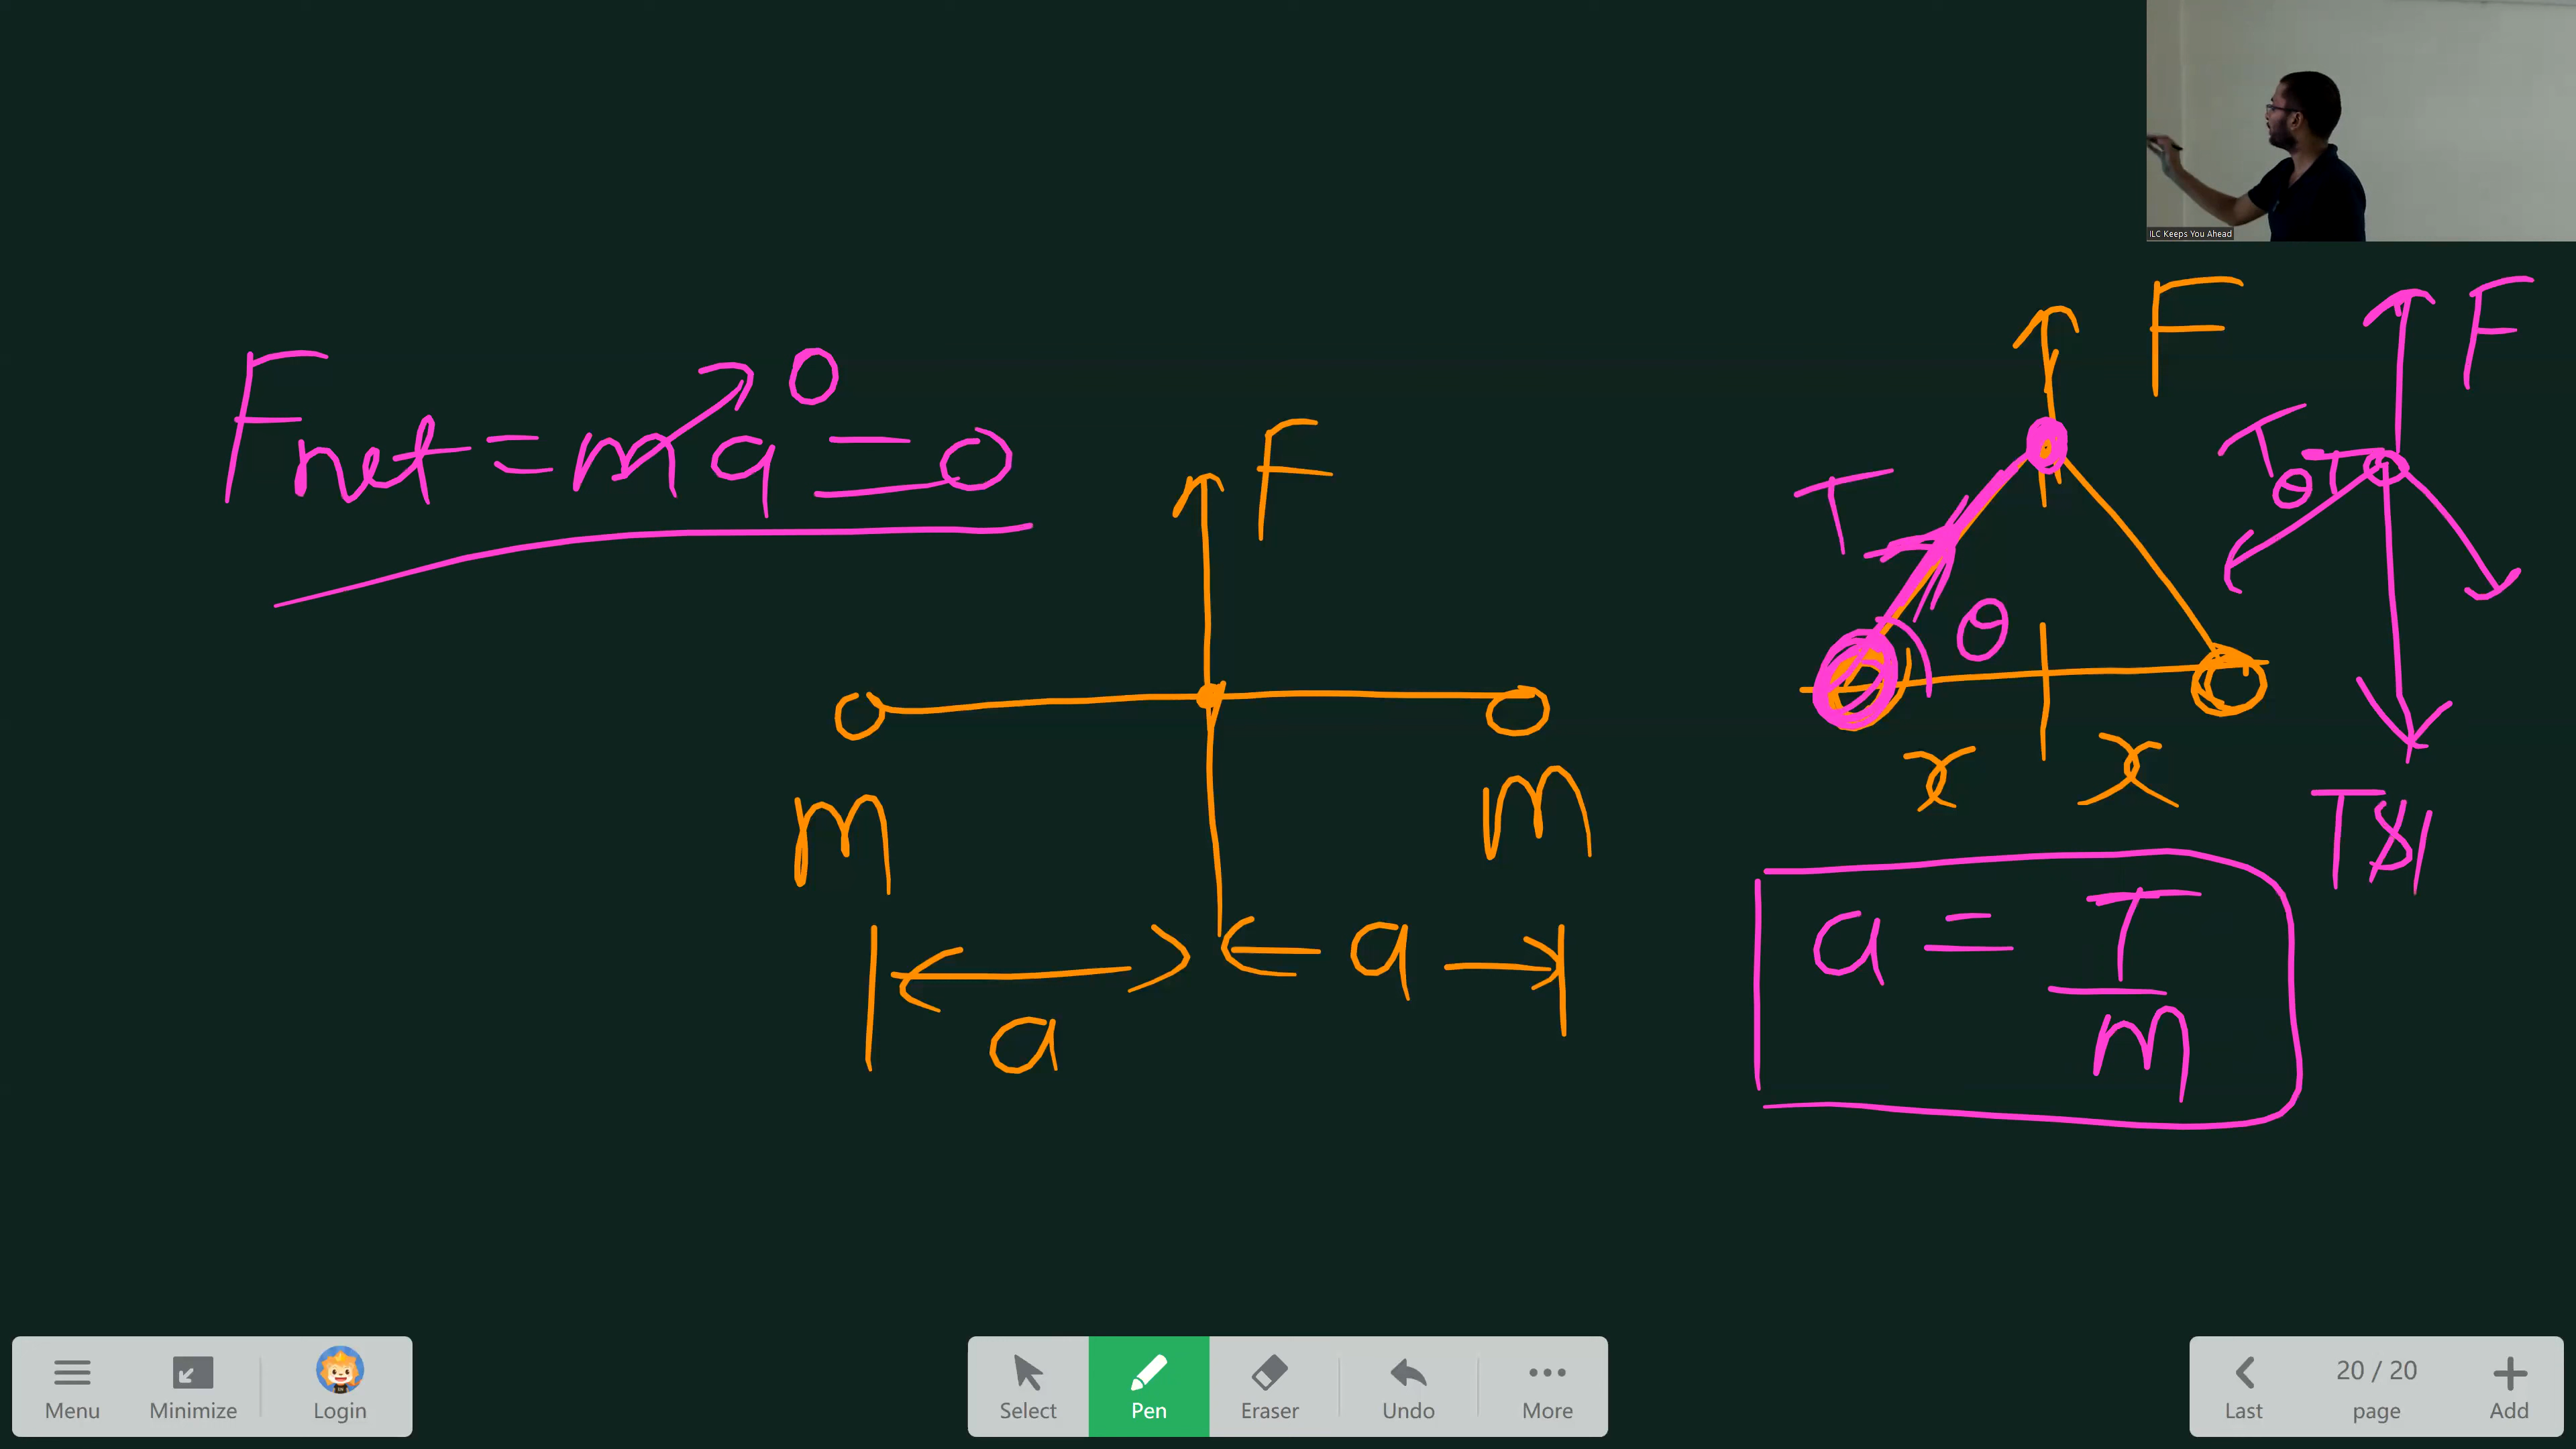 ILC Keeps You Ahead
F
F
Fnet = ma 0 = 0
F
T
T
θ
T
θ
m
m
x
x
a
a
a = T
m
Menu
Minimize
Login
Select
Pen
Eraser
Undo
More
Last
20 / 20
page
Add